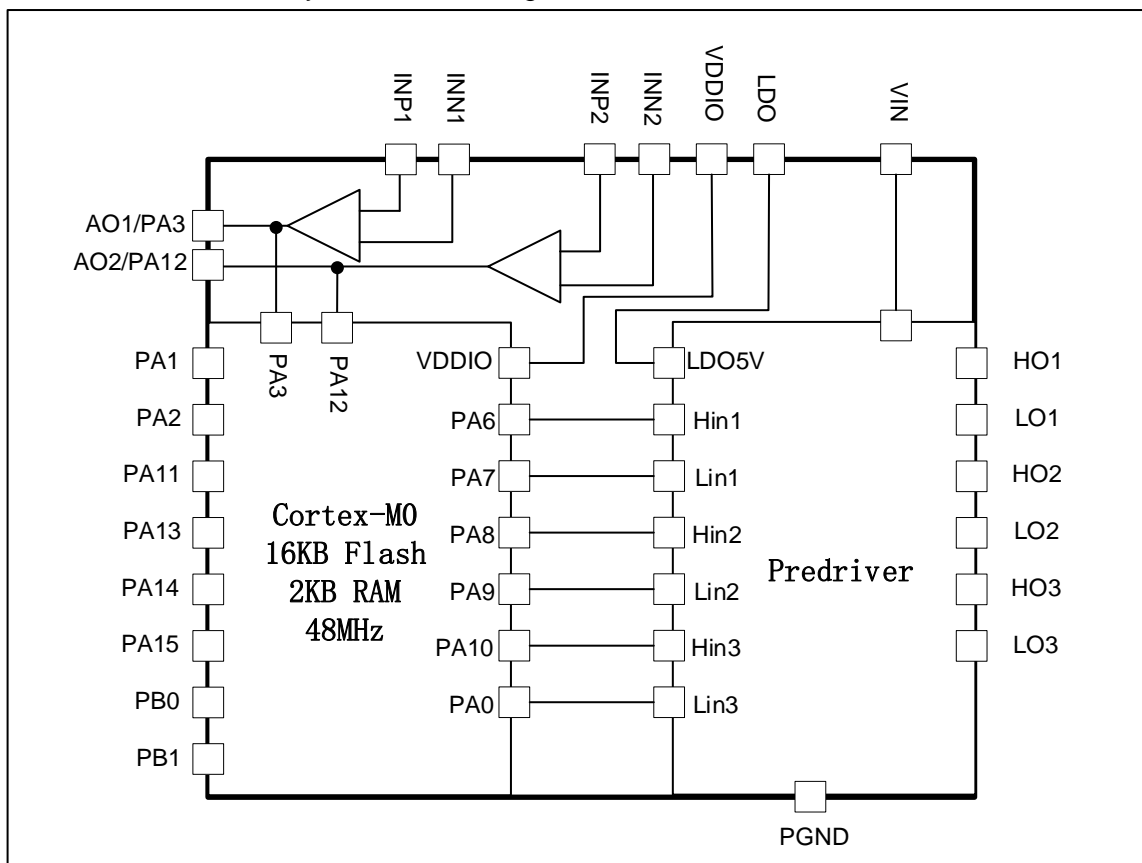 INP1
INN1
INP2
INN2
VDDIO
LDO
VIN
AO1/PA3
AO2/PA12
PA3
PA12
PA1
PA2
PA11
PA13
PA14
PA15
PB0
PB1
Cortex-M0
16KB Flash
2KB RAM
48MHz
VDDIO
PA6
PA7
PA8
PA9
PA10
PA0
LDO5V
Hin1
Lin1
Hin2
Lin2
Hin3
Lin3
Predriver
HO1
LO1
HO2
LO2
HO3
LO3
PGND